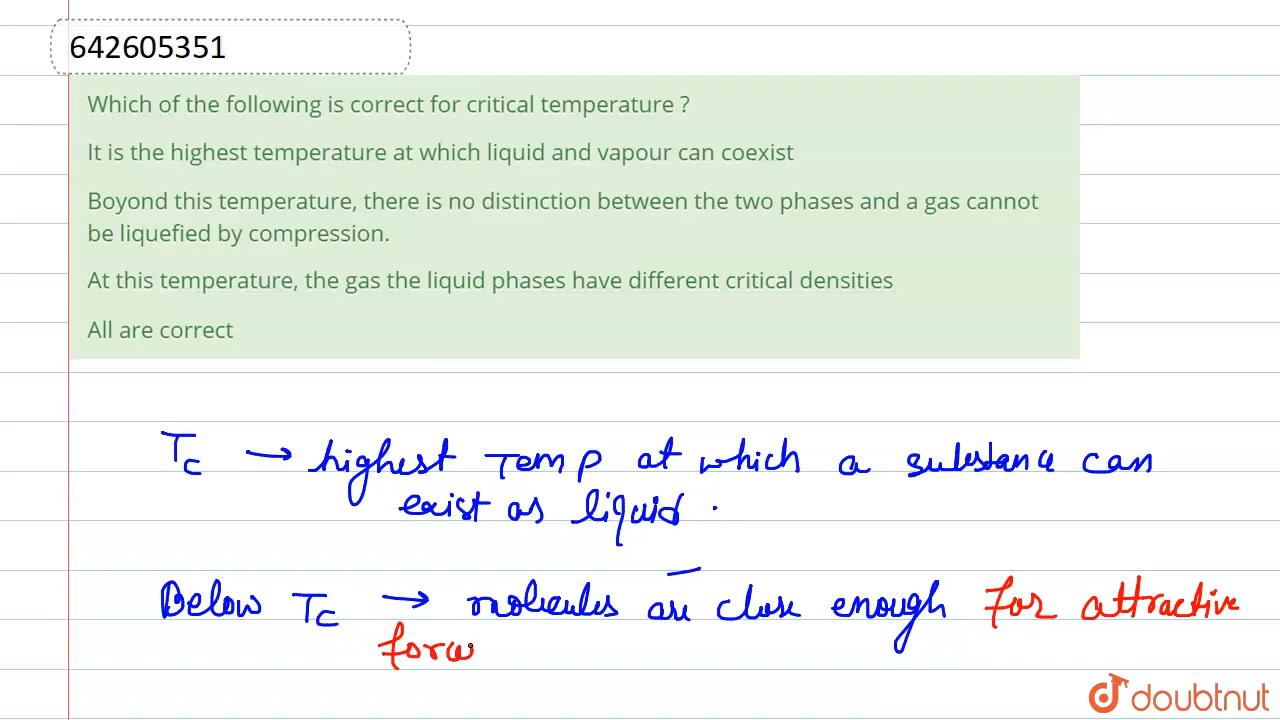 642605351
Which of the following is correct for critical temperature ?
It is the highest temperature at which liquid and vapour can coexist
Boyond this temperature, there is no distinction between the two phases and a gas cannot
be liquefied by compression.
At this temperature, the gas the liquid phases have different critical densities
All are correct
Tc → highest Temp at which a substance can
exist as liquid .
Below Tc → molecules are close enough for attractive
force
doubtnut